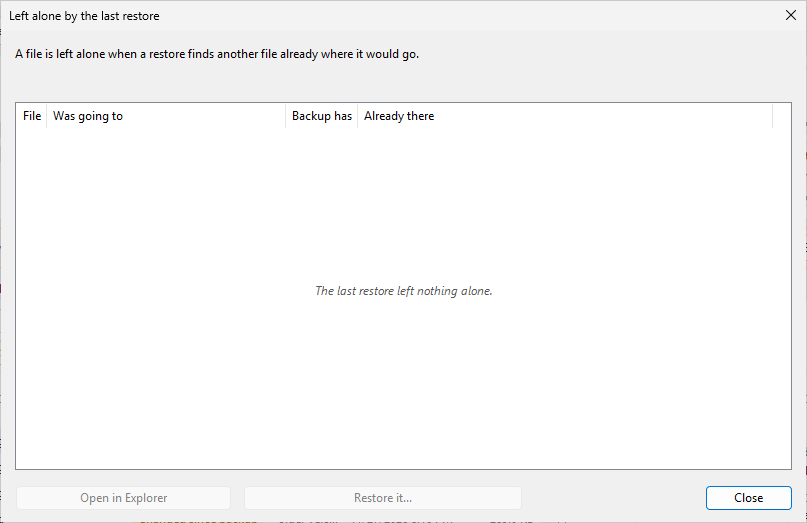 Left alone by the last restore
A file is left alone when a restore finds another file already where it would go.
File Was going to Backup has Already there
The last restore left nothing alone.
Open in Explorer Restore it... Close